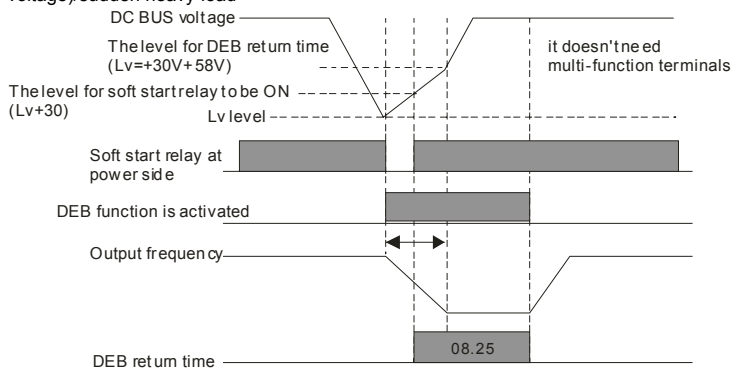 voltage)/sudden heavy load
DC BUS voltage
The level for DEB return time
(Lv=+30V+58V)
it doesn't need
multi-function terminals
The level for soft start relay to be ON
(Lv+30)
Lv level
Soft start relay at
power side
DEB function is activated
Output frequency
08.25
DEB return time